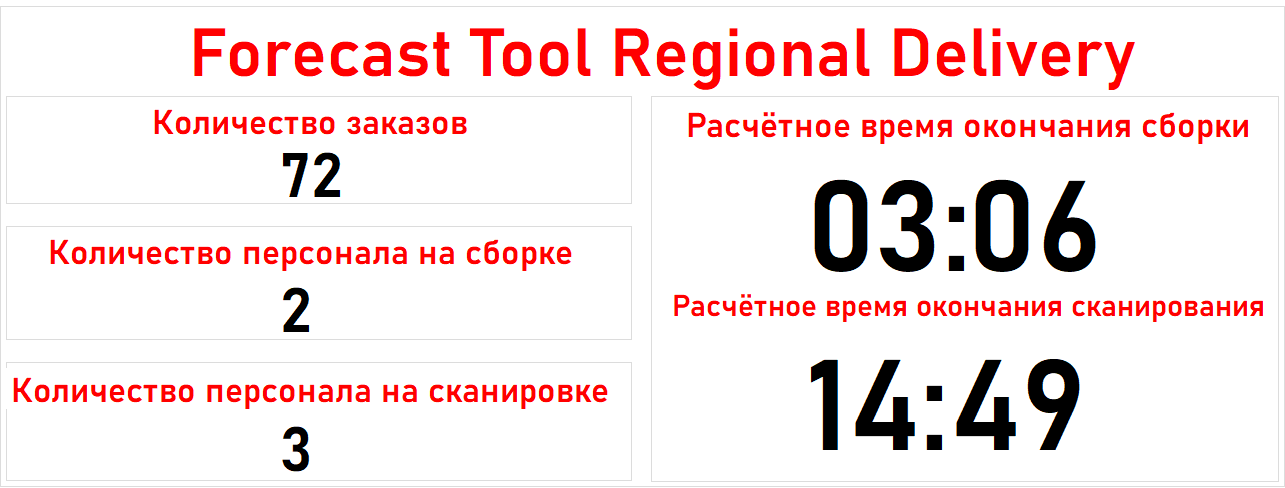 Forecast Tool Regional Delivery
Количество заказов
72
Количество персонала на сборке
2
Количество персонала на сканировке
3
Расчётное время окончания сборки
03:06
Расчётное время окончания сканирования
14:49